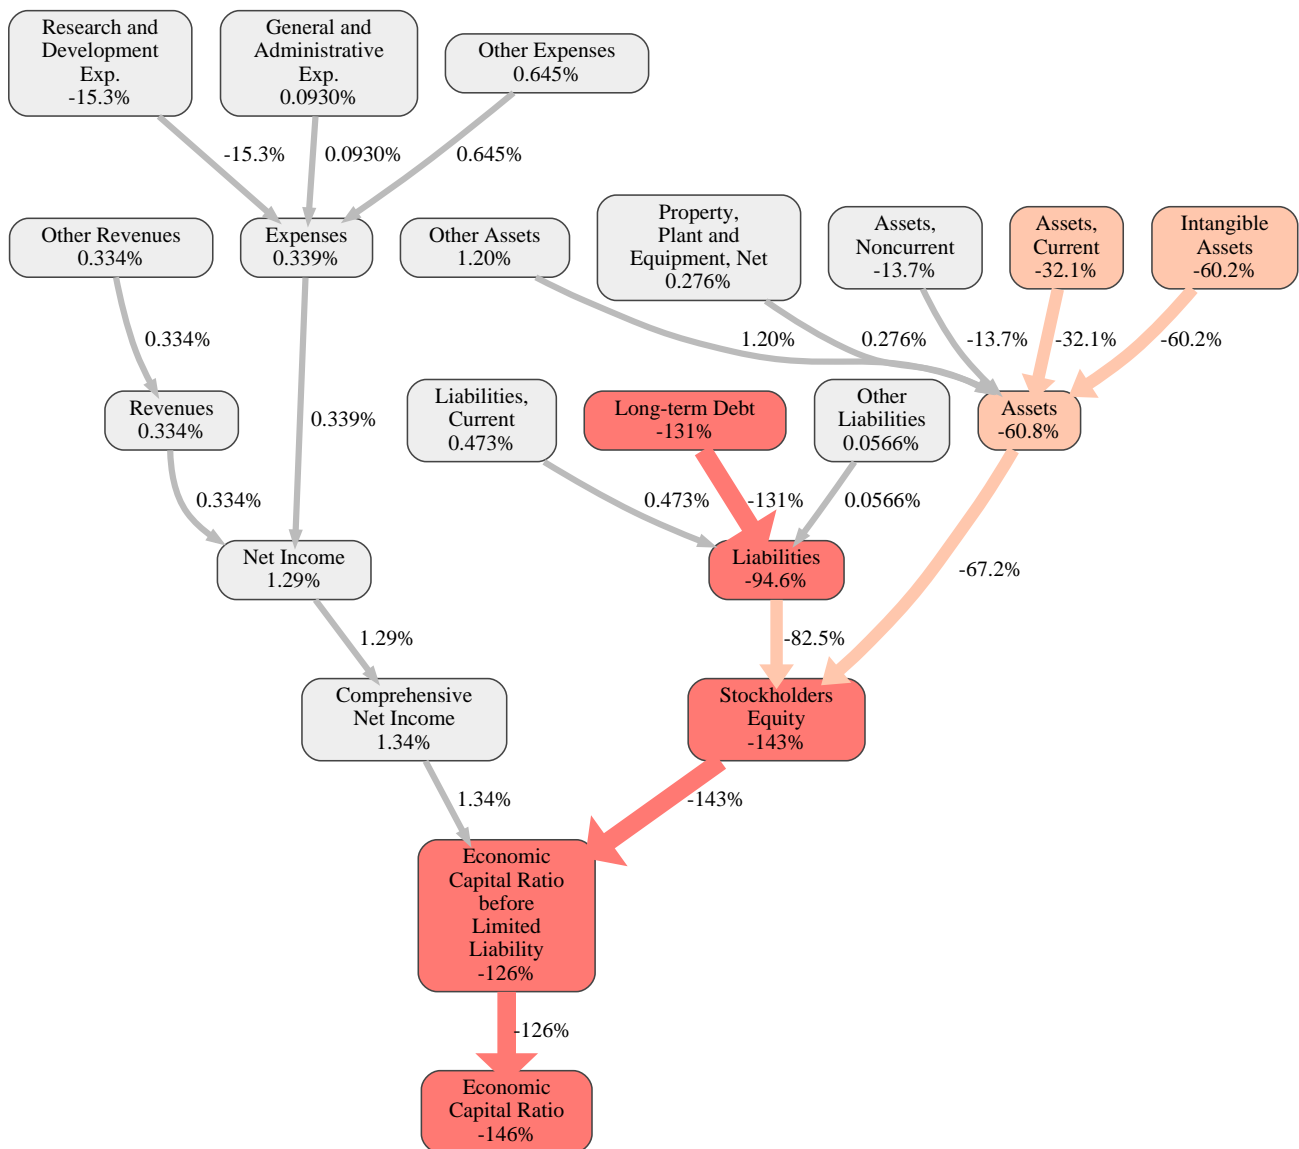 Research and
Development
Exp.
-15.3%
General and
Administrative
Exp.
0.0930%
Other Expenses
0.645%
-15.3%
0.0930%
0.645%
Other Revenues
0.334%
Expenses
0.339%
Other Assets
1.20%
Property,
Plant and
Equipment, Net
0.276%
Assets,
Noncurrent
-13.7%
Assets,
Current
-32.1%
Intangible
Assets
-60.2%
0.334%
1.20%
0.276%
-13.7%
-32.1%
-60.2%
Revenues
0.334%
0.339%
Liabilities,
Current
0.473%
Long-term Debt
-131%
Other
Liabilities
0.0566%
Assets
-60.8%
0.334%
0.473%
-131%
0.0566%
Net Income
1.29%
Liabilities
-94.6%
-67.2%
1.29%
-82.5%
Comprehensive
Net Income
1.34%
Stockholders
Equity
-143%
1.34%
-143%
Economic
Capital Ratio
before
Limited
Liability
-126%
-126%
Economic
Capital Ratio
-146%